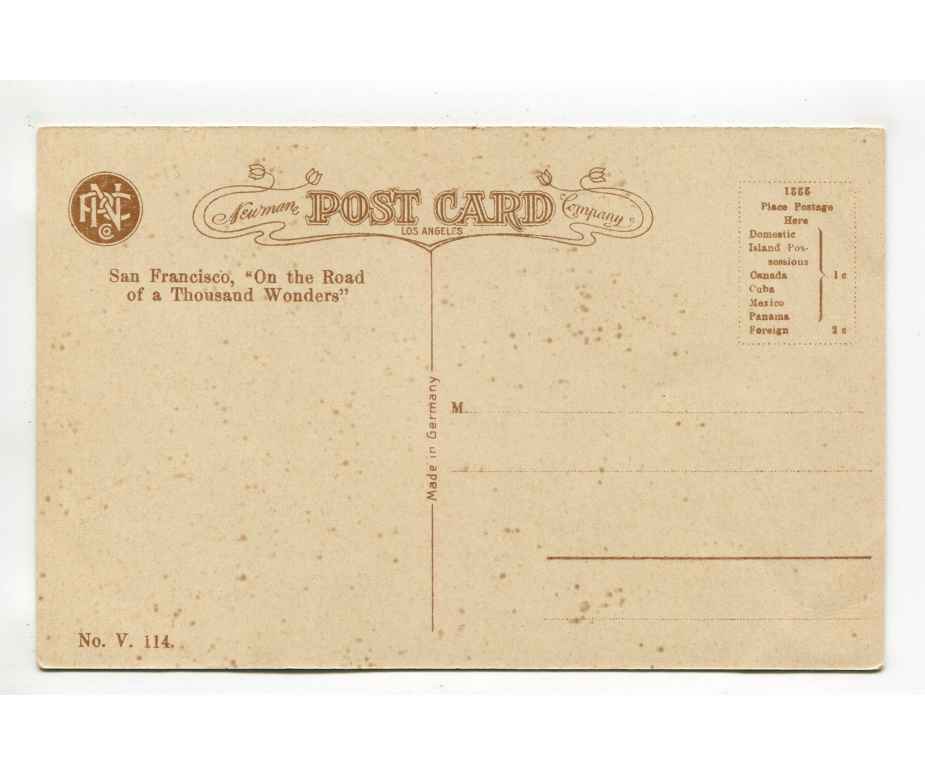 Newman POST CARD Company
LOS ANGELES
San Francisco, "On the Road
of a Thousand Wonders"
1866
Place Postage
Here
Domestic
Island Pos-
sessions
Canada 1 c
Cuba
Mexico
Panama
Foreign 2 c
Made in Germany
M
No. V. 114.